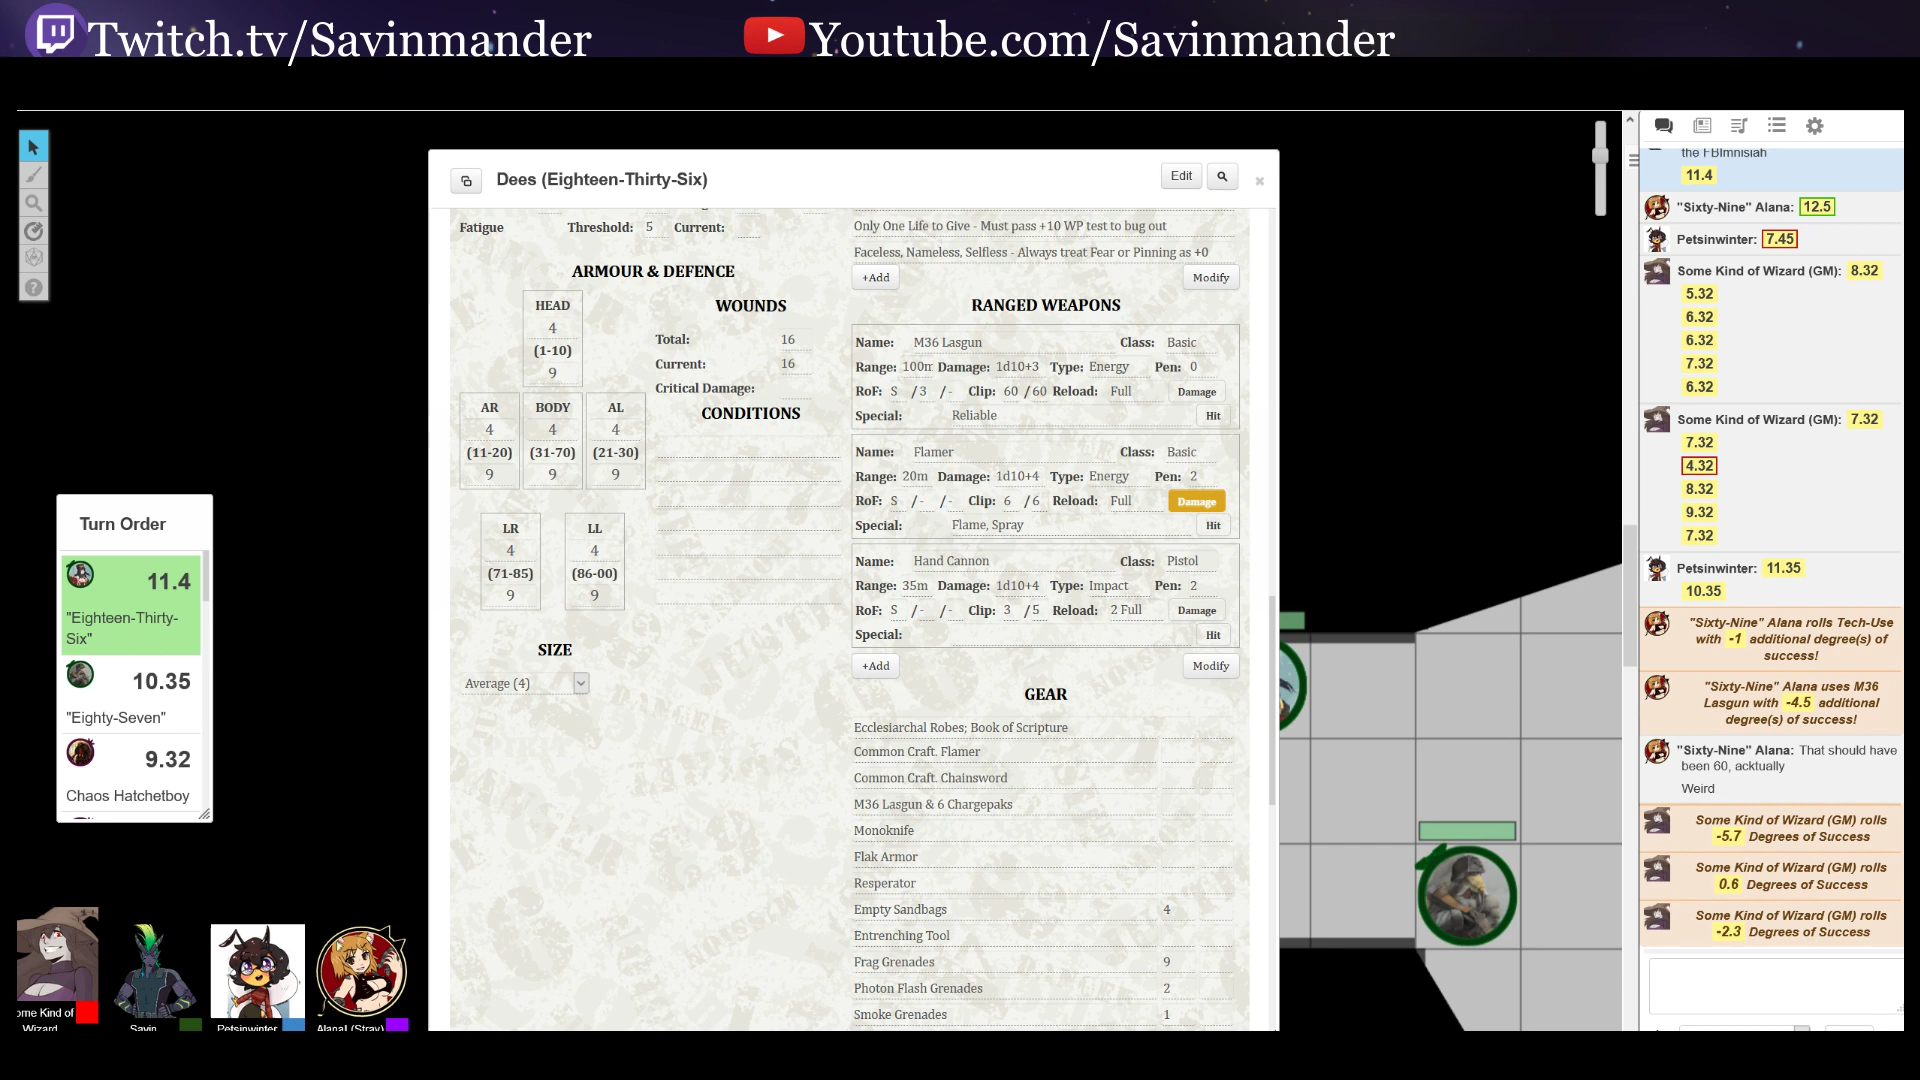 Twitch.tv/Savinmander
Youtube.com/Savinmander
Dees (Eighteen-Thirty-Six)
Edit
Fatigue Threshold: 5 Current:
ARMOUR & DEFENCE
HEAD
4
(1-10)
9
AR BODY AL
4 4 4
(11-20) (31-70) (21-30)
9 9 9
LR LL
4 4
(71-85) (86-00)
9 9
SIZE
Average (4)
WOUNDS
Total: 16
Current: 16
Critical Damage:
CONDITIONS
Only One Life to Give - Must pass +10 WP test to bug out
Faceless, Nameless, Selfless - Always treat Fear or Pinning as +0
+Add Modify
RANGED WEAPONS
Name: M36 Lasgun Class: Basic
Range: 100m Damage: 1d10+3 Type: Energy Pen: 0
RoF: S /3 /- Clip: 60 /60 Reload: Full Damage
Special: Reliable Hit
Name: Flamer Class: Basic
Range: 20m Damage: 1d10+4 Type: Energy Pen: 2
RoF: S /- /- Clip: 6 /6 Reload: Full Damage
Special: Flame, Spray Hit
Name: Hand Cannon Class: Pistol
Range: 35m Damage: 1d10+4 Type: Impact Pen: 2
RoF: S /- /- Clip: 3 /5 Reload: 2 Full Damage
Special: Hit
+Add Modify
GEAR
Ecclesiarchal Robes; Book of Scripture
Common Craft. Flamer
Common Craft. Chainsword
M36 Lasgun & 6 Chargepaks
Monoknife
Flak Armor
Resperator
Empty Sandbags 4
Entrenching Tool
Frag Grenades 9
Photon Flash Grenades 2
Smoke Grenades 1
Turn Order
11.4
"Eighteen-Thirty-
Six"
10.35
"Eighty-Seven"
9.32
Chaos Hatchetboy
ome Kind of
Wizard
Savin
Petsinwinter
Alana! (Stray)
the FBImnisiah
11.4
"Sixty-Nine" Alana: 12.5
Petsinwinter: 7.45
Some Kind of Wizard (GM): 8.32
5.32
6.32
6.32
7.32
6.32
Some Kind of Wizard (GM): 7.32
7.32
4.32
8.32
9.32
7.32
Petsinwinter: 11.35
10.35
"Sixty-Nine" Alana rolls Tech-Use
with -1 additional degree(s) of
success!
"Sixty-Nine" Alana uses M36
Lasgun with -4.5 additional
degree(s) of success!
"Sixty-Nine" Alana: That should have
been 60, acktually
Weird
Some Kind of Wizard (GM) rolls
-5.7 Degrees of Success
Some Kind of Wizard (GM) rolls
0.6 Degrees of Success
Some Kind of Wizard (GM) rolls
-2.3 Degrees of Success